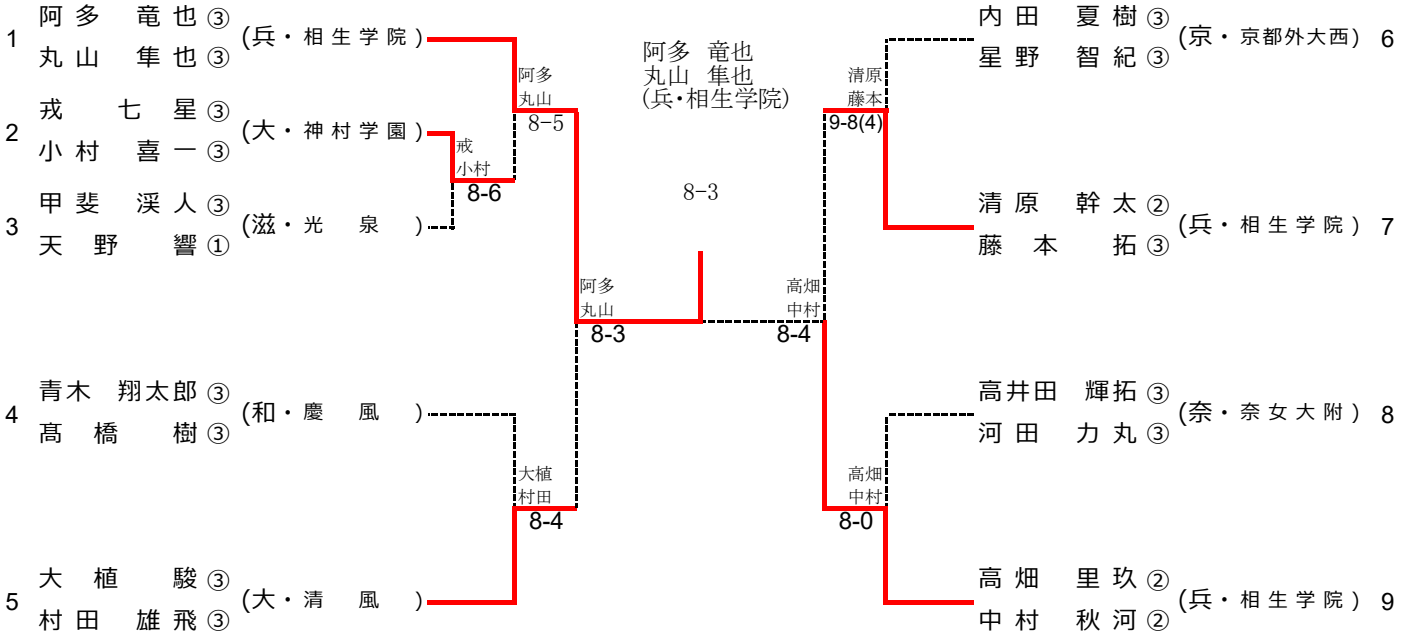 1 阿多 竜也 ③ (兵・相生学院)
丸山 隼也 ③
2 戎 七星 ③ (大・神村学園)
小村 喜一 ③
3 甲斐 渓人 ③ (滋・光泉)
天野 響 ①
4 青木 翔太郎 ③ (和・慶風)
髙橋 樹 ③
5 大植 駿 ③ (大・清風)
村田 雄飛 ③
阿多
丸山
8-5
戎
小村
8-6
阿多
丸山
8-3
大植
村田
8-4
阿多 竜也
丸山 隼也
(兵・相生学院)
8-3
清原
藤本
9-8(4)
高畑
中村
8-4
高畑
中村
8-0
内田 夏樹 ③ (京・京都外大西) 6
星野 智紀 ③
清原 幹太 ② (兵・相生学院) 7
藤本 拓 ③
高井田 輝拓 ③ (奈・奈女大附) 8
河田 力丸 ③
高畑 里玖 ② (兵・相生学院) 9
中村 秋河 ②